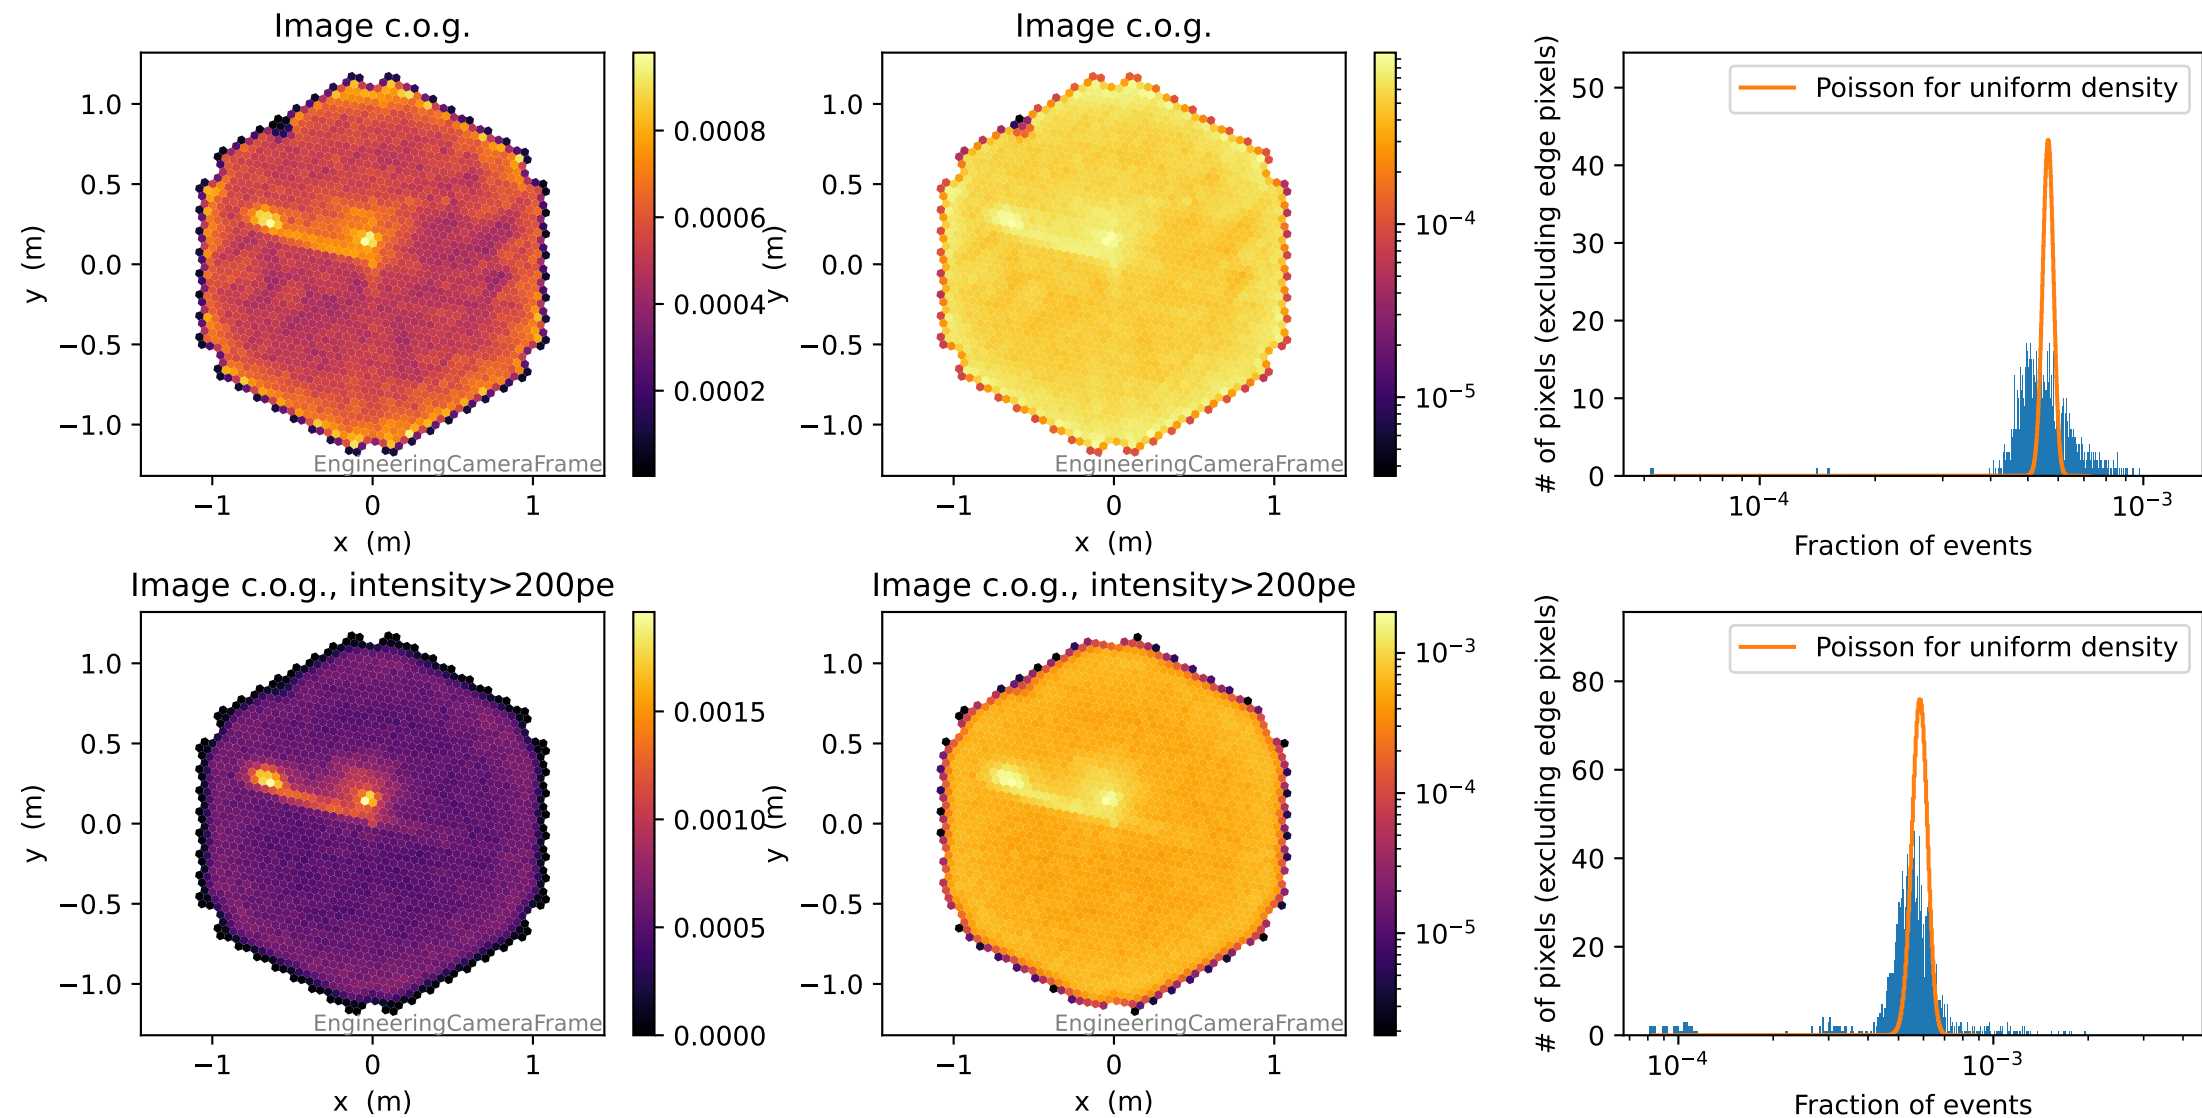 Image c.o.g.
1.0
0.5
0.0
−0.5
−1.0
y (m)
−1
0
1
x (m)
EngineeringCameraFrame
0.0008
0.0006
0.0004
0.0002
Image c.o.g.
1.0
0.5
0.0
−0.5
−1.0
y (m)
−1
0
1
x (m)
EngineeringCameraFrame
10⁻⁴
10⁻⁵
# of pixels (excluding edge pixels)
50
40
30
20
10
0
Poisson for uniform density
10⁻⁴
10⁻³
Fraction of events
Image c.o.g., intensity>200pe
1.0
0.5
0.0
−0.5
−1.0
y (m)
−1
0
1
x (m)
EngineeringCameraFrame
0.0015
0.0010
0.0005
0.0000
Image c.o.g., intensity>200pe
1.0
0.5
0.0
−0.5
−1.0
y (m)
−1
0
1
x (m)
EngineeringCameraFrame
10⁻³
10⁻⁴
10⁻⁵
# of pixels (excluding edge pixels)
80
60
40
20
0
Poisson for uniform density
10⁻⁴
10⁻³
Fraction of events